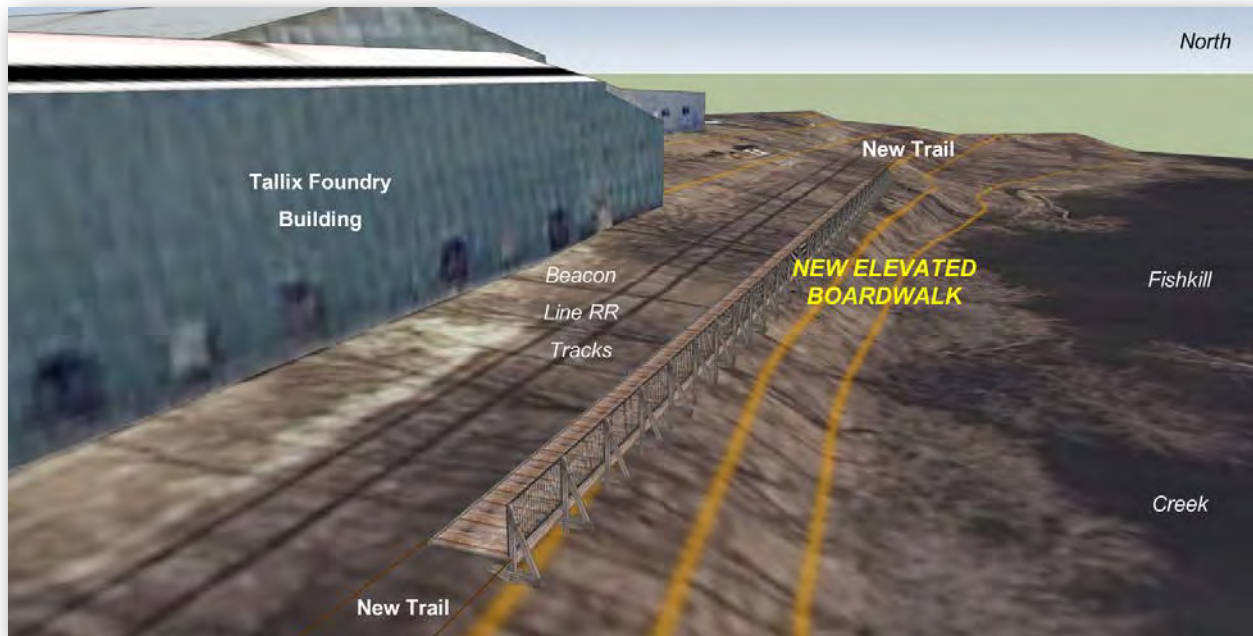 North
New Trail
Tallix Foundry
Building
Beacon
Line RR
Tracks
NEW ELEVATED
BOARDWALK
Fishkill
Creek
New Trail